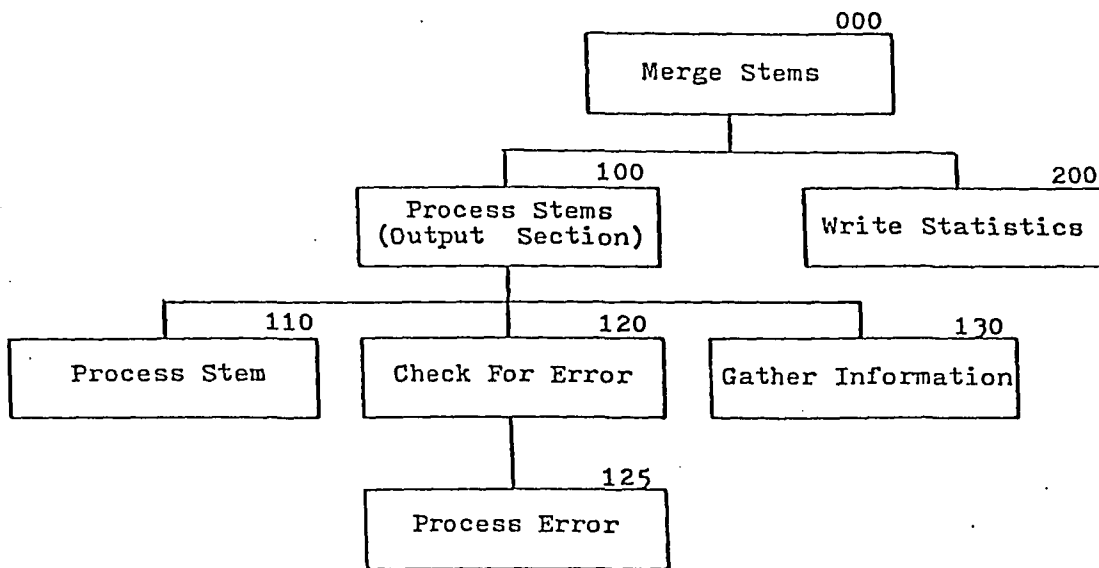 000
Merge Stems
100
Process Stems
(Output Section)
200
Write Statistics
110
Process Stem
120
Check For Error
130
Gather Information
125
Process Error